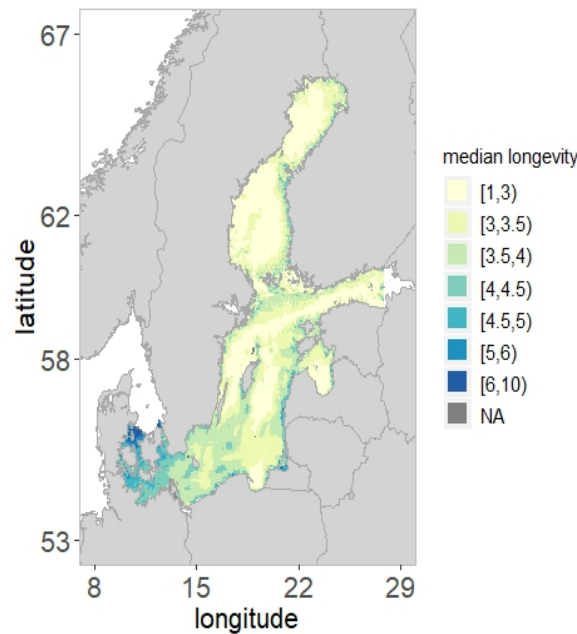 67
62
58
53
latitude
8 15 22 29
longitude
median longevity
[1,3)
[3,3.5)
[3.5,4)
[4,4.5)
[4.5,5)
[5,6)
[6,10)
NA